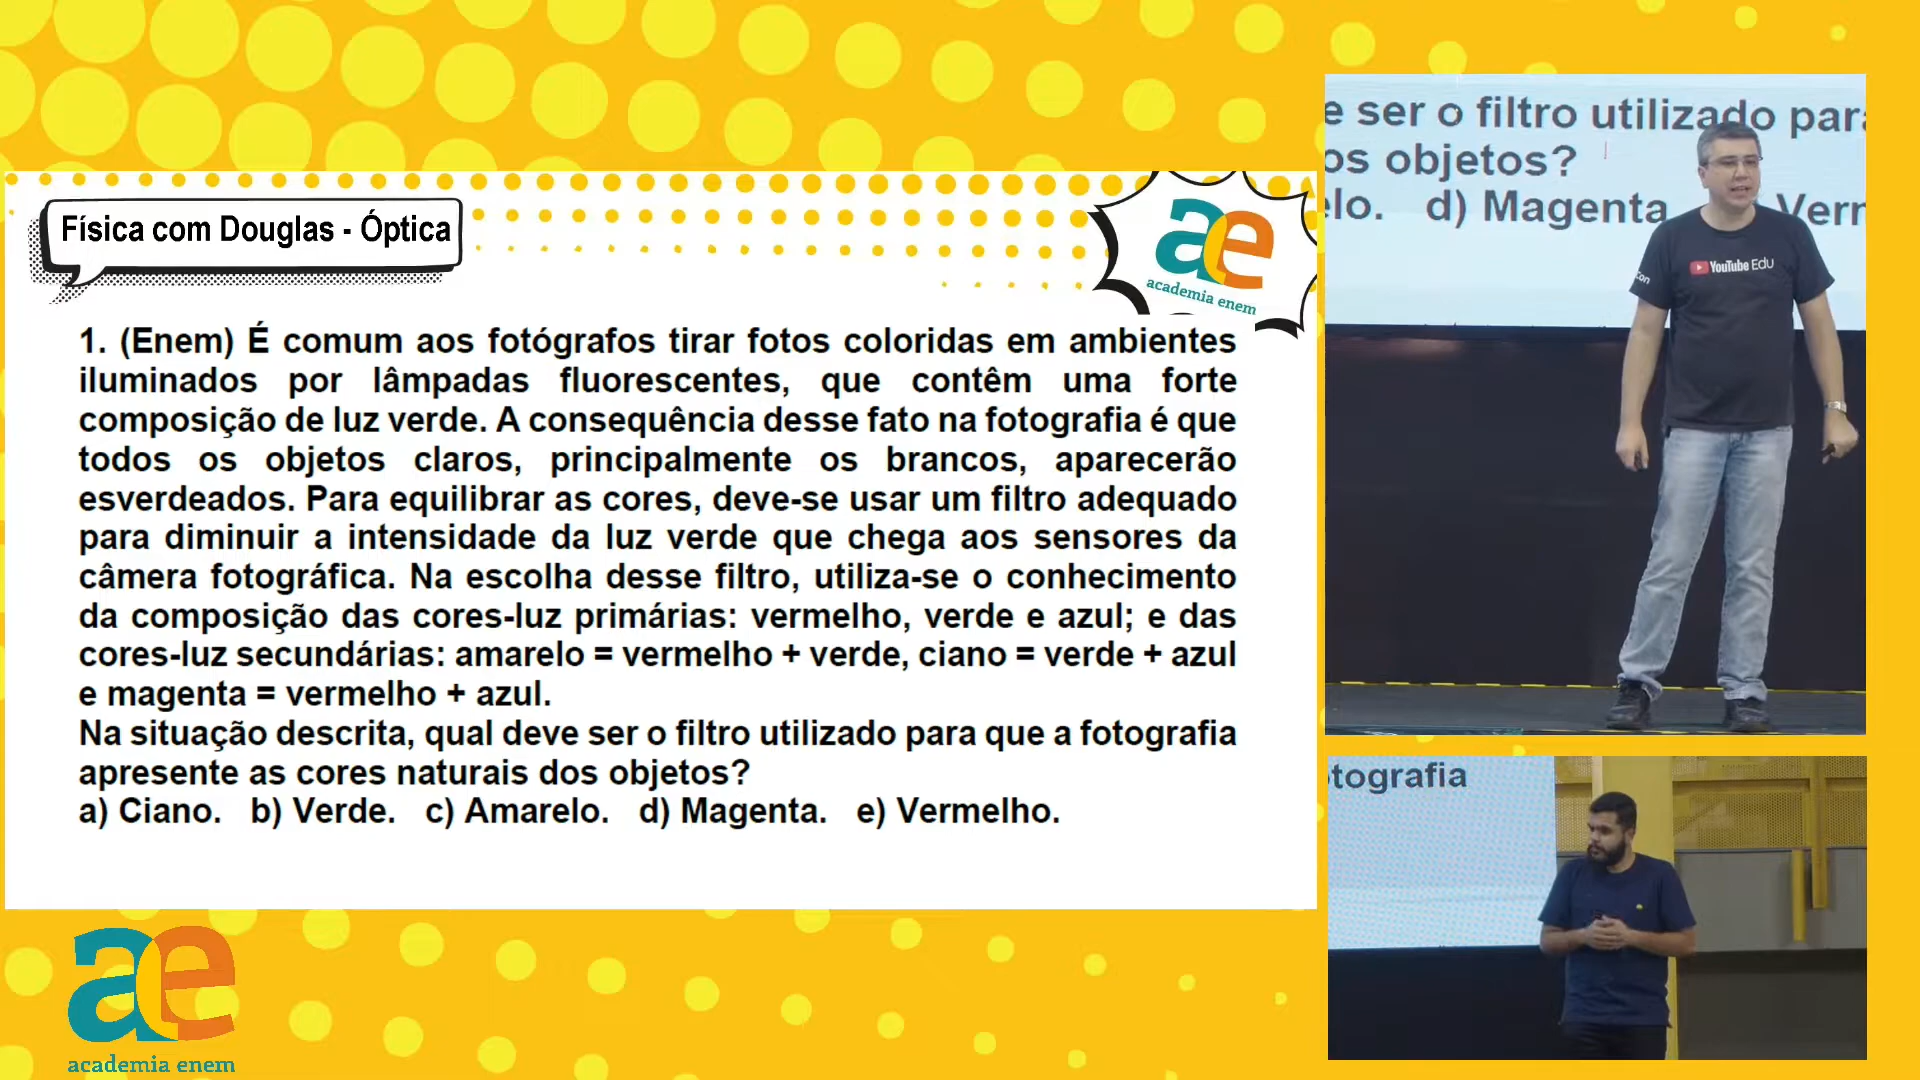 Física com Douglas - Óptica
ae
academia enem
1. (Enem) É comum aos fotógrafos tirar fotos coloridas em ambientes
iluminados por lâmpadas fluorescentes, que contêm uma forte
composição de luz verde. A consequência desse fato na fotografia é que
todos os objetos claros, principalmente os brancos, aparecerão
esverdeados. Para equilibrar as cores, deve-se usar um filtro adequado
para diminuir a intensidade da luz verde que chega aos sensores da
câmera fotográfica. Na escolha desse filtro, utiliza-se o conhecimento
da composição das cores-luz primárias: vermelho, verde e azul; e das
cores-luz secundárias: amarelo = vermelho + verde, ciano = verde + azul
e magenta = vermelho + azul.
Na situação descrita, qual deve ser o filtro utilizado para que a fotografia
apresente as cores naturais dos objetos?
a) Ciano. b) Verde. c) Amarelo. d) Magenta. e) Vermelho.
ae
academia enem
e ser o filtro utilizado para
os objetos?
elo. d) Magenta Verr
YouTube Edu
con
otografia